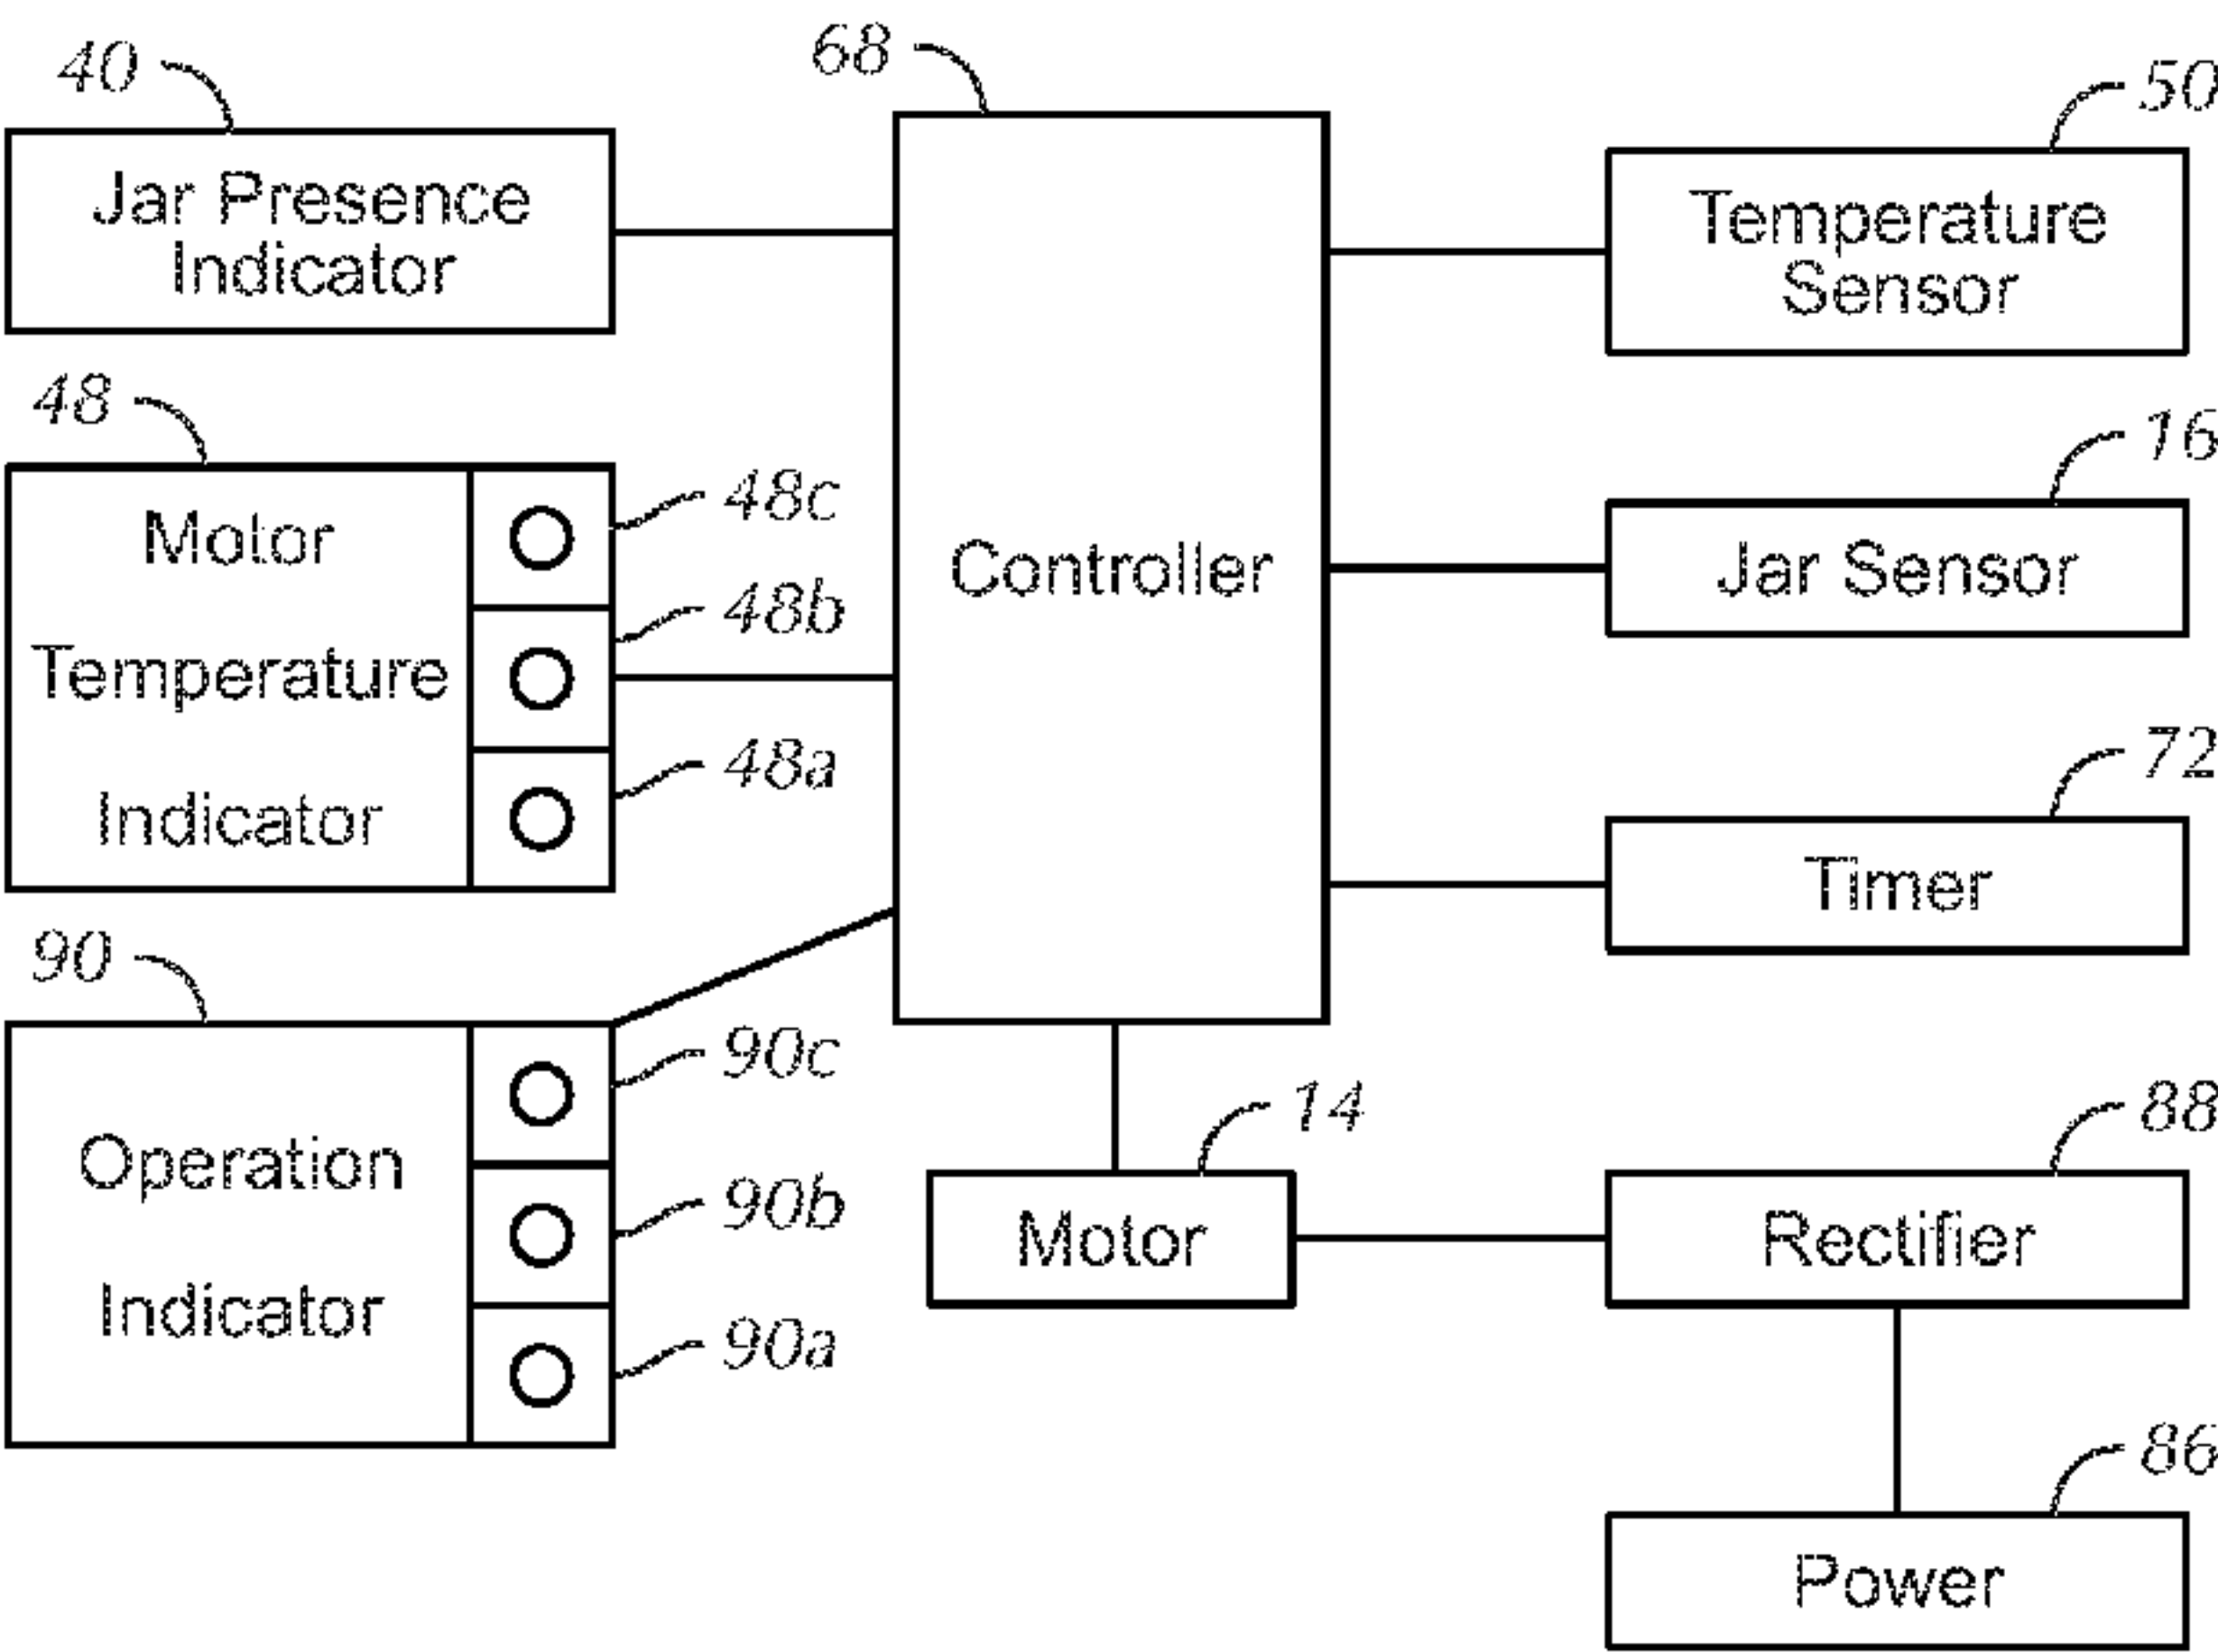 40
68
50
Jar Presence
Indicator
Temperature
Sensor
48
48c
16
Motor
Controller
Jar Sensor
48b
Temperature
48a
72
Indicator
Timer
90
90c
14
88
Operation
90b
Motor
Rectifier
Indicator
90a
86
Power